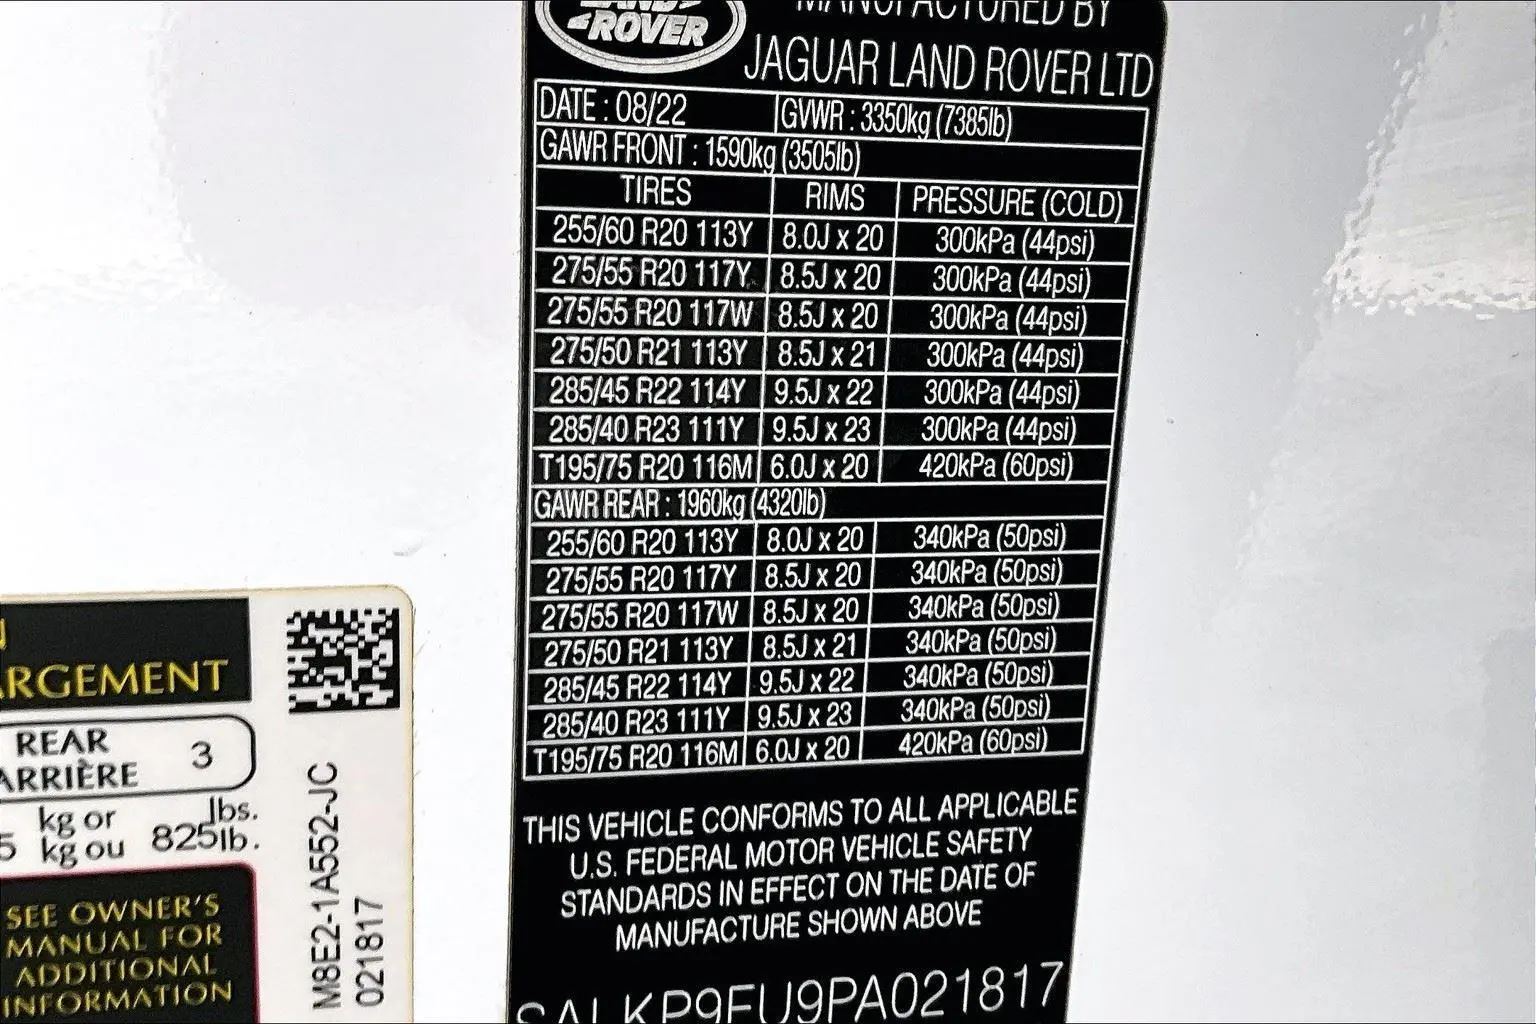 LAND
ROVER
MANUFACTURED BY
JAGUAR LAND ROVER LTD
DATE : 08/22 GVWR : 3350kg (7385lb)
GAWR FRONT : 1590kg (3505lb)
TIRES RIMS PRESSURE (COLD)
255/60 R20 113Y 8.0J x 20 300kPa (44psi)
275/55 R20 117Y 8.5J x 20 300kPa (44psi)
275/55 R20 117W 8.5J x 20 300kPa (44psi)
275/50 R21 113Y 8.5J x 21 300kPa (44psi)
285/45 R22 114Y 9.5J x 22 300kPa (44psi)
285/40 R23 111Y 9.5J x 23 300kPa (44psi)
T195/75 R20 116M 6.0J x 20 420kPa (60psi)
GAWR REAR : 1960kg (4320lb)
255/60 R20 113Y 8.0J x 20 340kPa (50psi)
275/55 R20 117Y 8.5J x 20 340kPa (50psi)
275/55 R20 117W 8.5J x 20 340kPa (50psi)
275/50 R21 113Y 8.5J x 21 340kPa (50psi)
285/45 R22 114Y 9.5J x 22 340kPa (50psi)
285/40 R23 111Y 9.5J x 23 340kPa (50psi)
T195/75 R20 116M 6.0J x 20 420kPa (60psi)
THIS VEHICLE CONFORMS TO ALL APPLICABLE
U.S. FEDERAL MOTOR VEHICLE SAFETY
STANDARDS IN EFFECT ON THE DATE OF
MANUFACTURE SHOWN ABOVE
SALKP9FU9PA021817
RGEMENT
REAR 3
ARRIÈRE
kg or lbs.
5 kg ou 825lb.
SEE OWNER'S
MANUAL FOR
ADDITIONAL
INFORMATION
M8E2-1A552-JC
021817